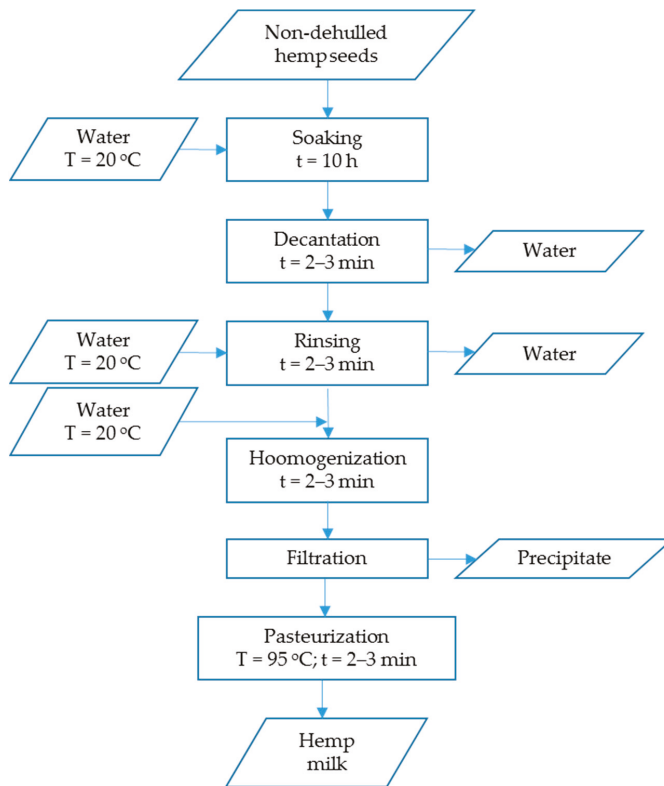 Non-dehulled
hemp seeds
Water
T = 20 °C
Soaking
t = 10 h
Decantation
t = 2–3 min
Water
Water
T = 20 °C
Rinsing
t = 2–3 min
Water
Water
T = 20 °C
Hoomogenization
t = 2–3 min
Filtration
Precipitate
Pasteurization
T = 95 °C; t = 2–3 min
Hemp
milk